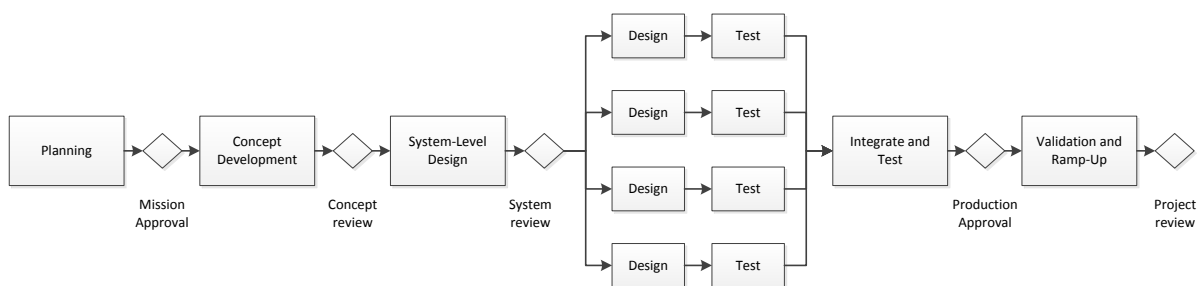 Planning
Mission
Approval
Concept
Development
Concept
review
System-Level
Design
System
review
Design
Test
Design
Test
Design
Test
Design
Test
Integrate and
Test
Production
Approval
Validation and
Ramp-Up
Project
review